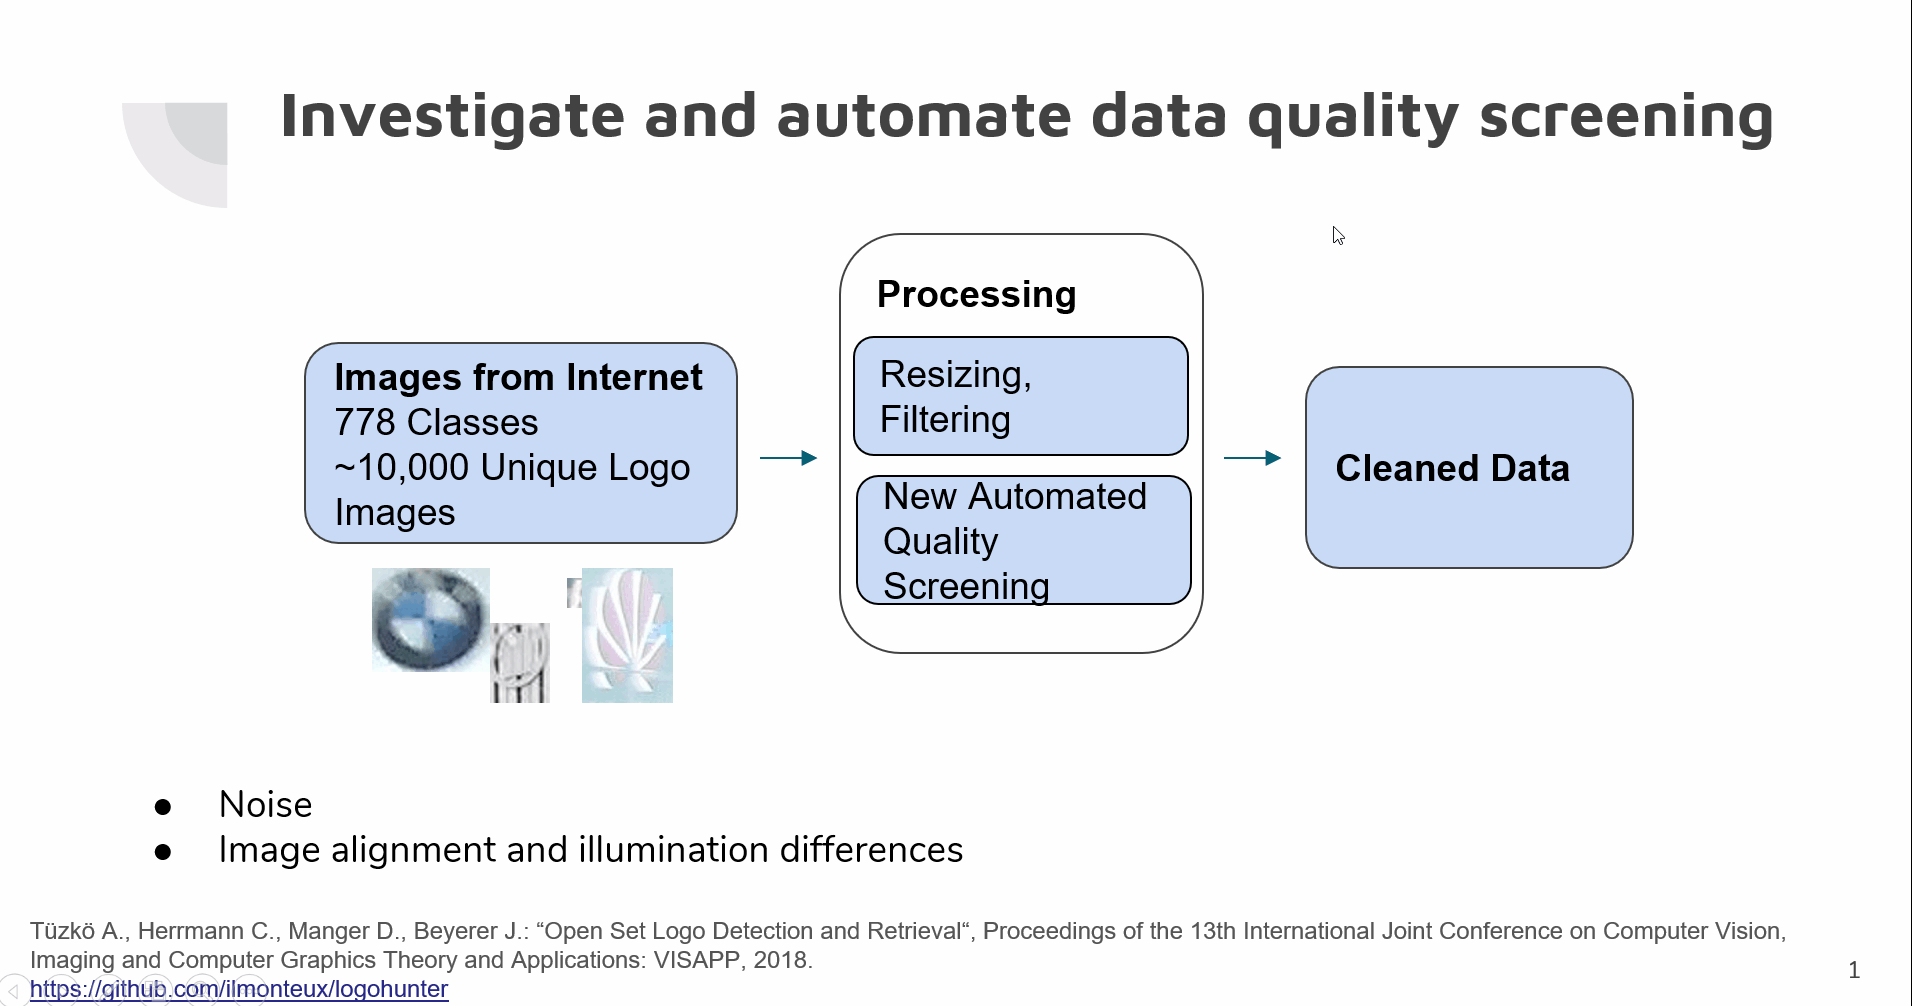 Investigate and automate data quality screening
Images from Internet
778 Classes
~10,000 Unique Logo
Images
Processing
Resizing,
Filtering
New Automated
Quality
Screening
Cleaned Data
● Noise
● Image alignment and illumination differences
Tüzkö A., Herrmann C., Manger D., Beyerer J.: “Open Set Logo Detection and Retrieval“, Proceedings of the 13th International Joint Conference on Computer Vision,
Imaging and Computer Graphics Theory and Applications: VISAPP, 2018.
https://github.com/ilmonteux/logohunter
1